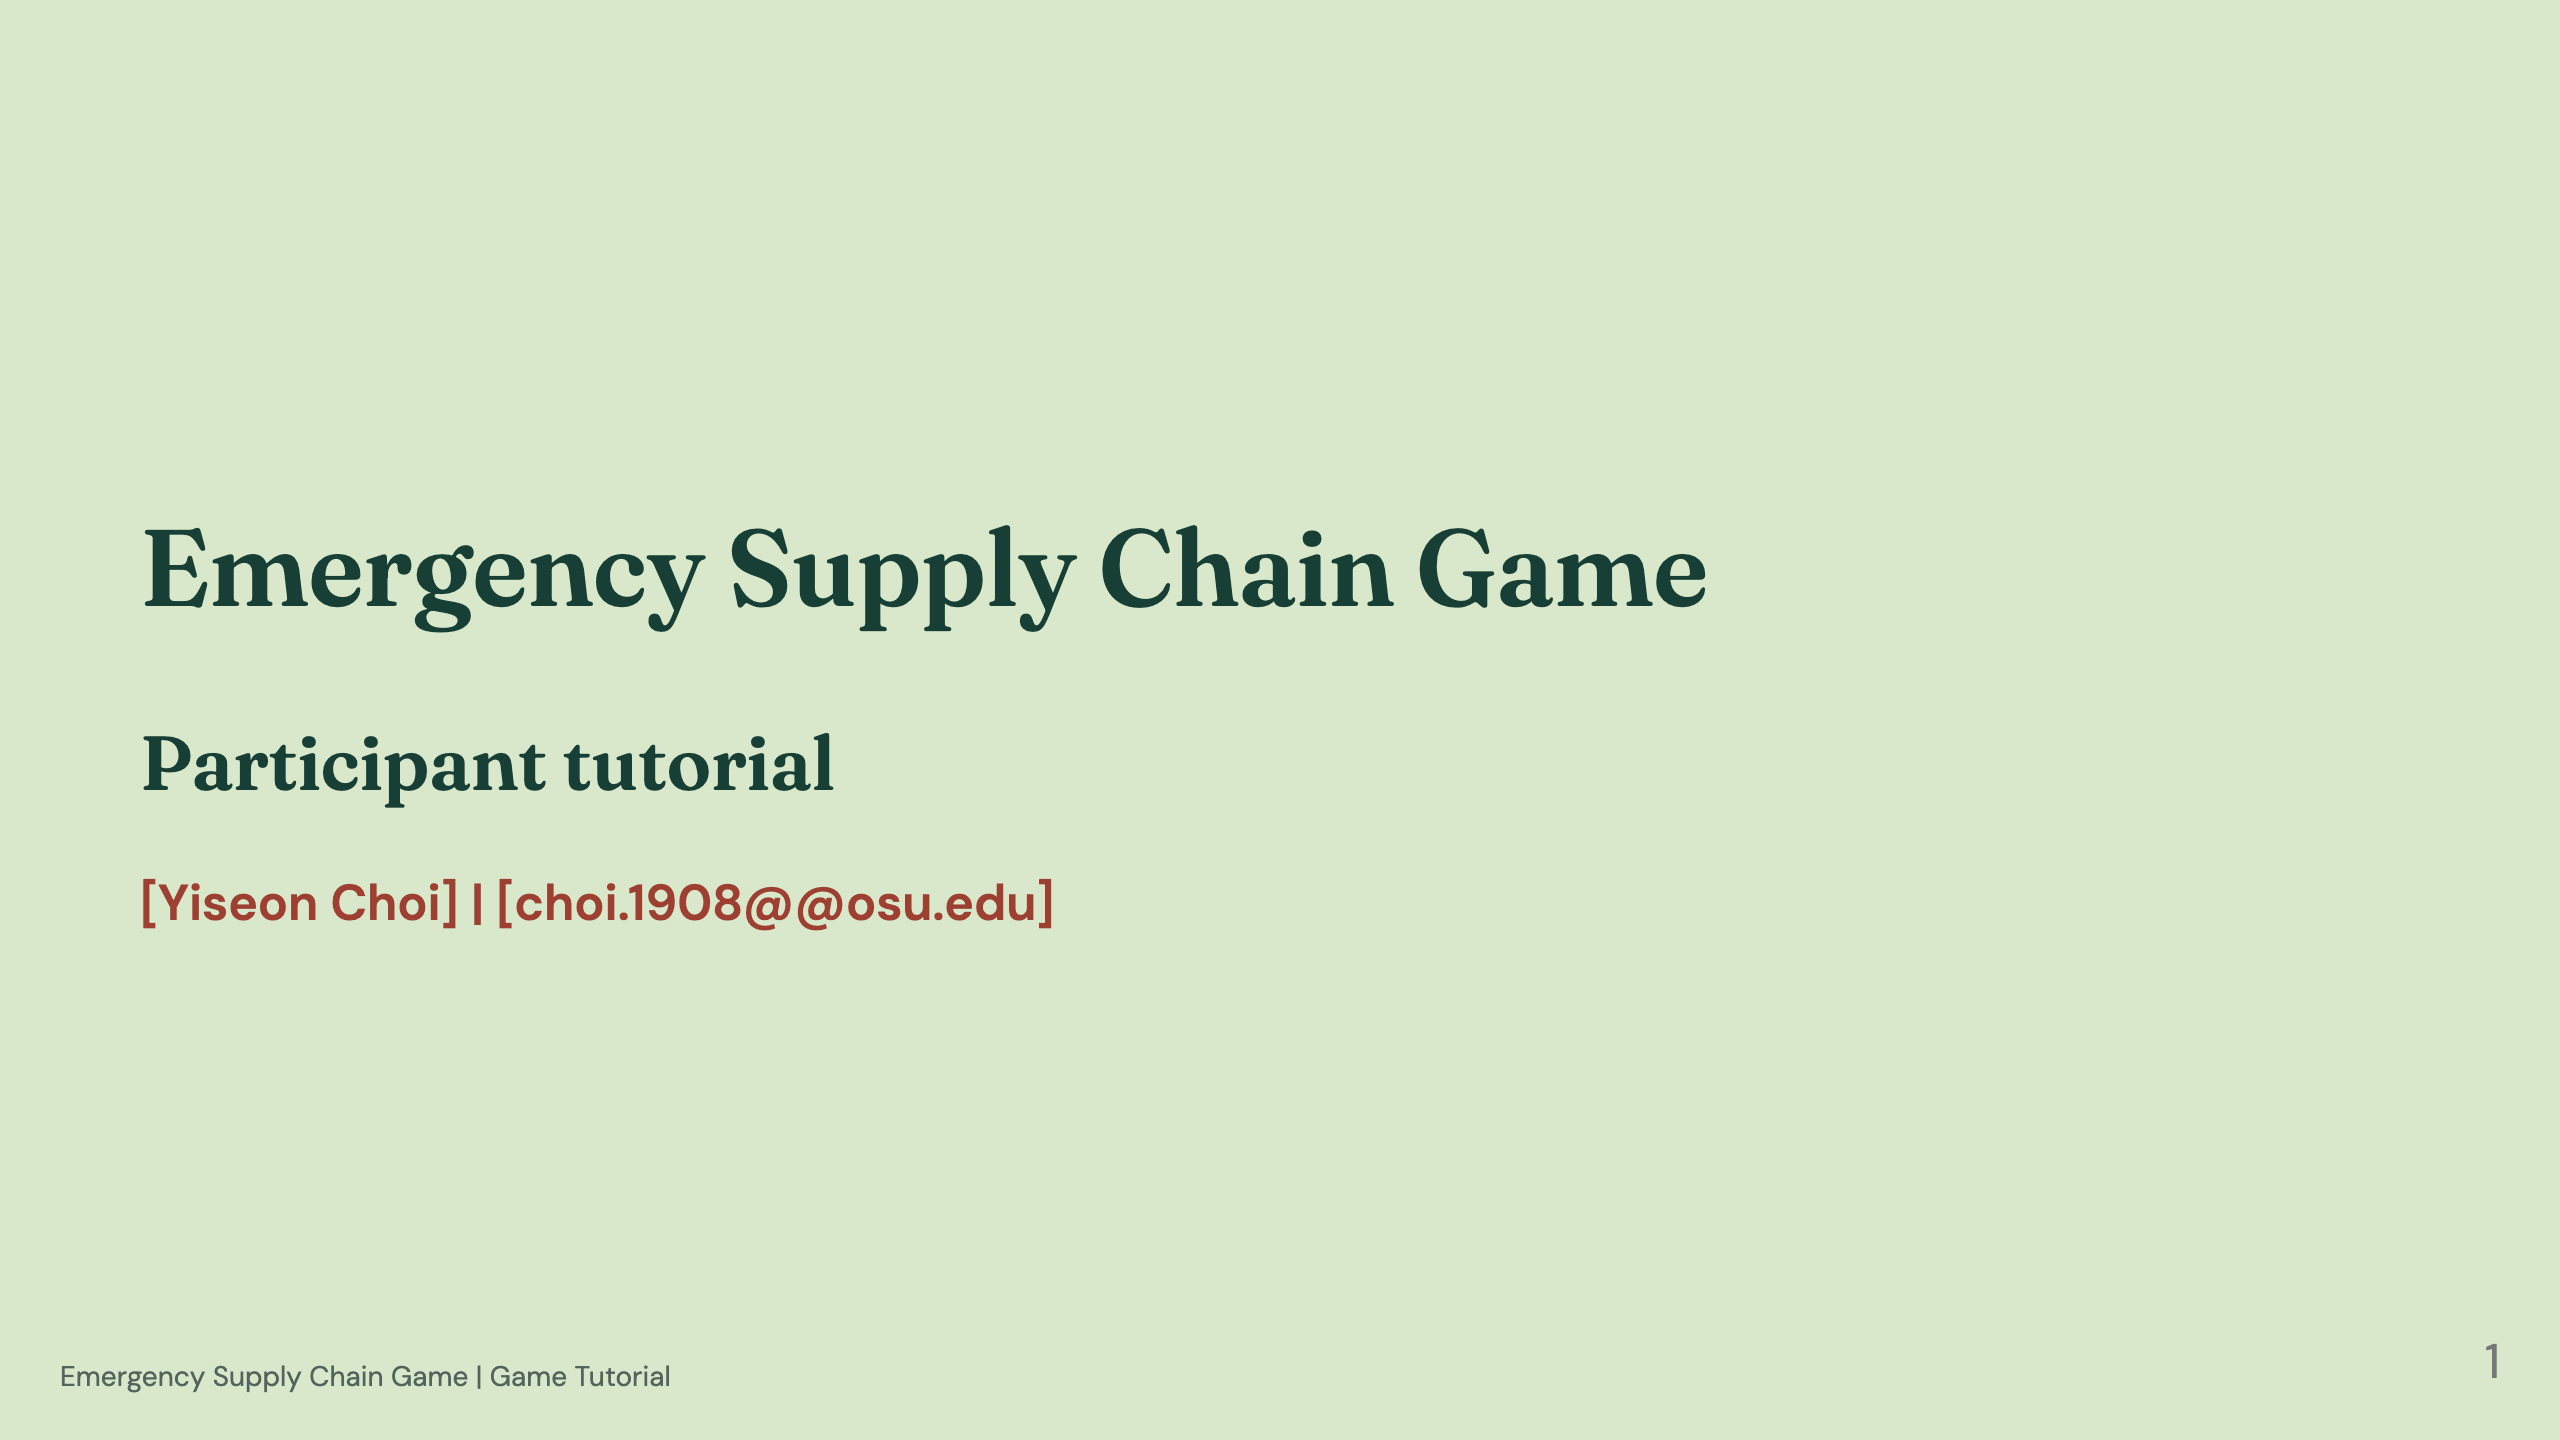 Emergency Supply Chain Game
Participant tutorial
[Yiseon Choi] | [choi.1908@@osu.edu]
Emergency Supply Chain Game | Game Tutorial
1